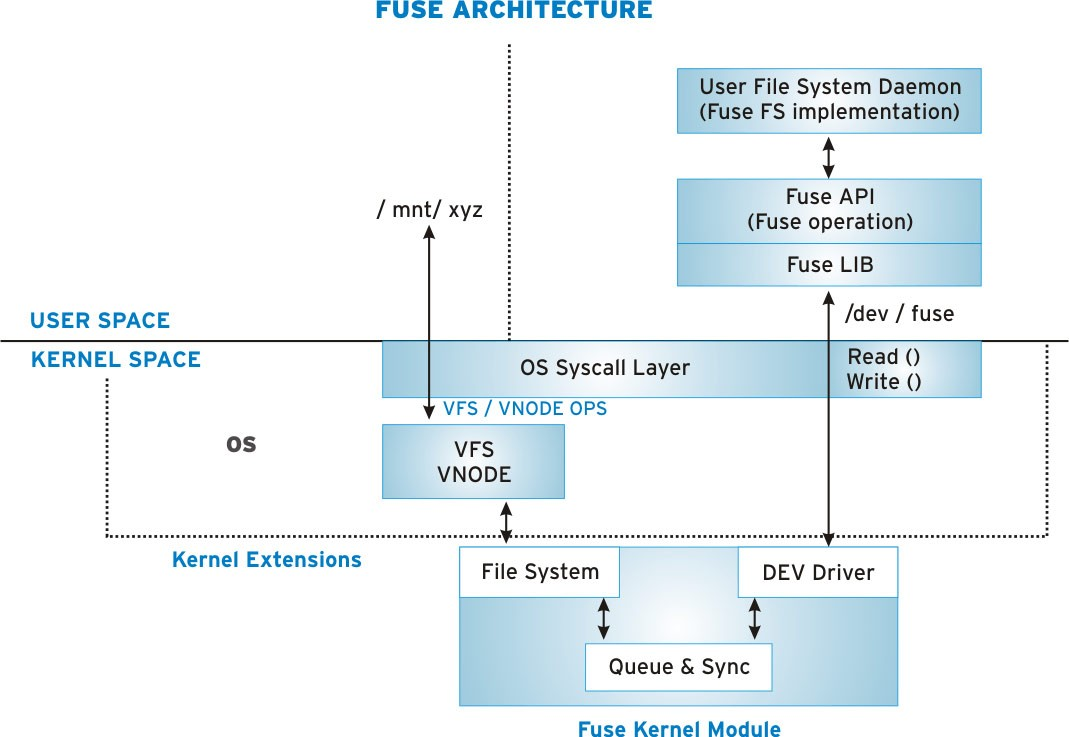 FUSE ARCHITECTURE
User File System Daemon
(Fuse FS implementation)
Fuse API
(Fuse operation)
/ mnt/ xyz
Fuse LIB
/dev / fuse
USER SPACE
KERNEL SPACE
OS Syscall Layer
Read ()
Write ()
VFS / VNODE OPS
OS
VFS
VNODE
Kernel Extensions
File System
DEV Driver
Queue & Sync
Fuse Kernel Module